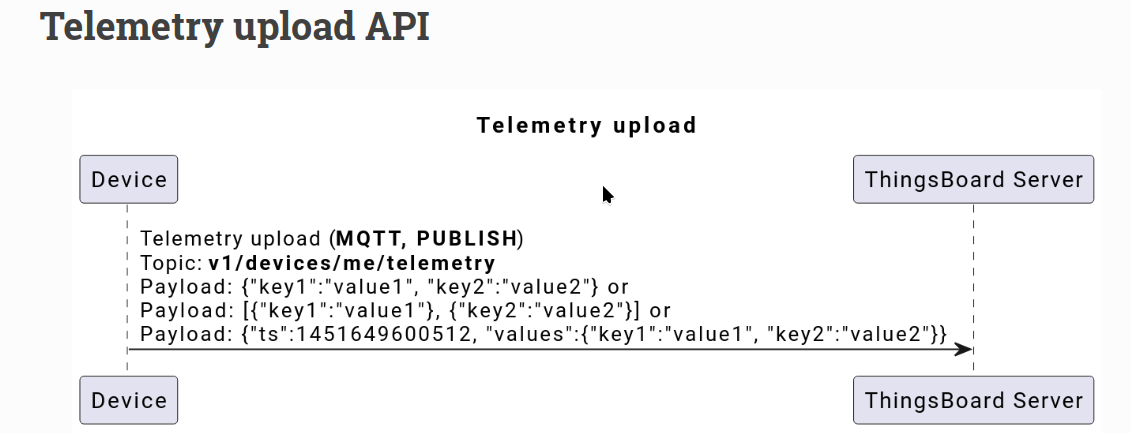 Telemetry upload API
Telemetry upload
Device
ThingsBoard Server
Telemetry upload (MQTT, PUBLISH)
Topic: v1/devices/me/telemetry
Payload: {"key1":"value1", "key2":"value2"} or
Payload: [{"key1":"value1"}, {"key2":"value2"}] or
Payload: {"ts":1451649600512, "values":{"key1":"value1", "key2":"value2"}}
Device
ThingsBoard Server